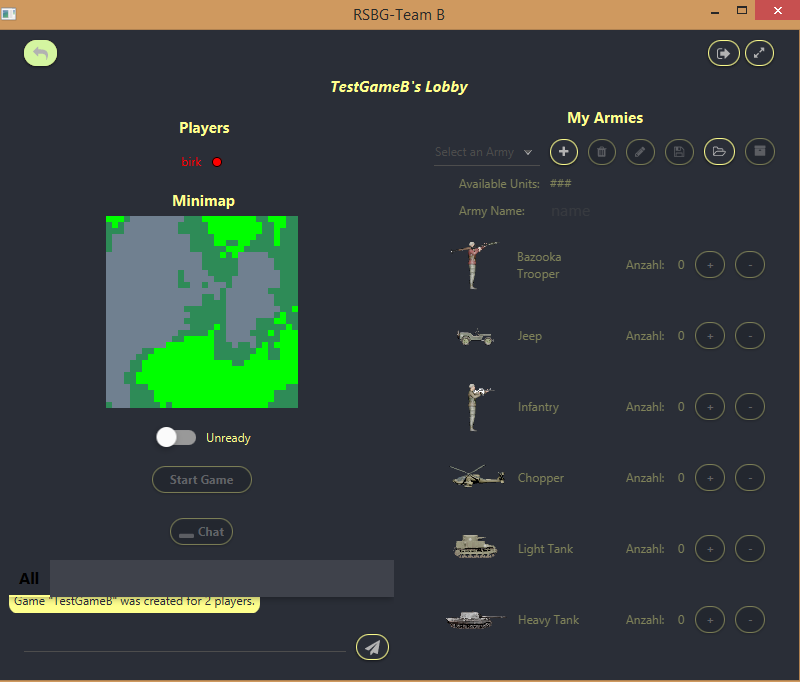 RSBG-Team B
TestGameB's Lobby
Players
birk
Minimap
Unready
Start Game
Chat
All
Game "TestGameB" was created for 2 players.
My Armies
Select an Army
Available Units: ###
Army Name: name
Bazooka
Trooper
Anzahl: 0 + -
Jeep Anzahl: 0 + -
Infantry Anzahl: 0 + -
Chopper Anzahl: 0 + -
Light Tank Anzahl: 0 + -
Heavy Tank Anzahl: 0 + -